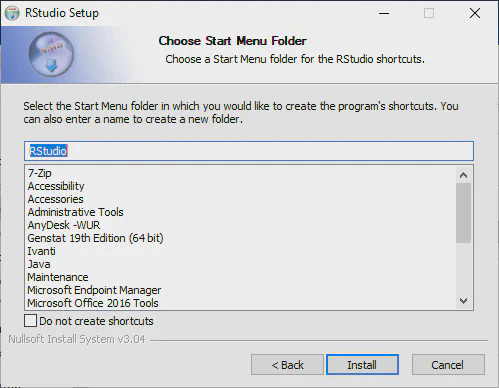 RStudio Setup
Choose Start Menu Folder
Choose a Start Menu folder for the RStudio shortcuts.
Select the Start Menu folder in which you would like to create the program's shortcuts. You
can also enter a name to create a new folder.
RStudio
7-Zip
Accessibility
Accessories
Administrative Tools
AnyDesk -WUR
Genstat 19th Edition (64 bit)
Ivanti
Java
Maintenance
Microsoft Endpoint Manager
Microsoft Office 2016 Tools
Do not create shortcuts
Nullsoft Install System v3.04
< Back
Install
Cancel